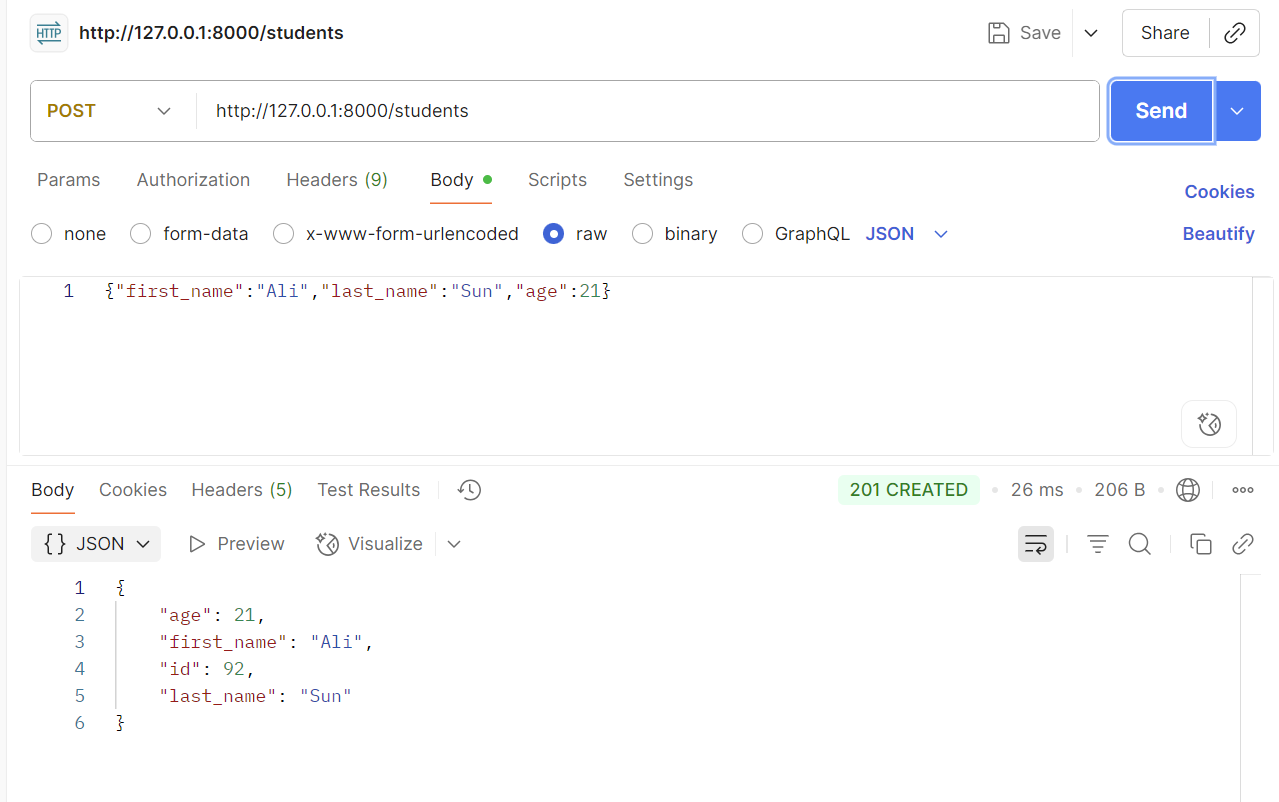 HTTP http://127.0.0.1:8000/students Save Share
POST http://127.0.0.1:8000/students Send
Params Authorization Headers (9) Body Scripts Settings Cookies
none form-data x-www-form-urlencoded raw binary GraphQL JSON Beautify
1 {"first_name":"Ali","last_name":"Sun","age":21}
Body Cookies Headers (5) Test Results 201 CREATED 26 ms 206 B
{} JSON Preview Visualize
1 {
2 "age": 21,
3 "first_name": "Ali",
4 "id": 92,
5 "last_name": "Sun"
6 }